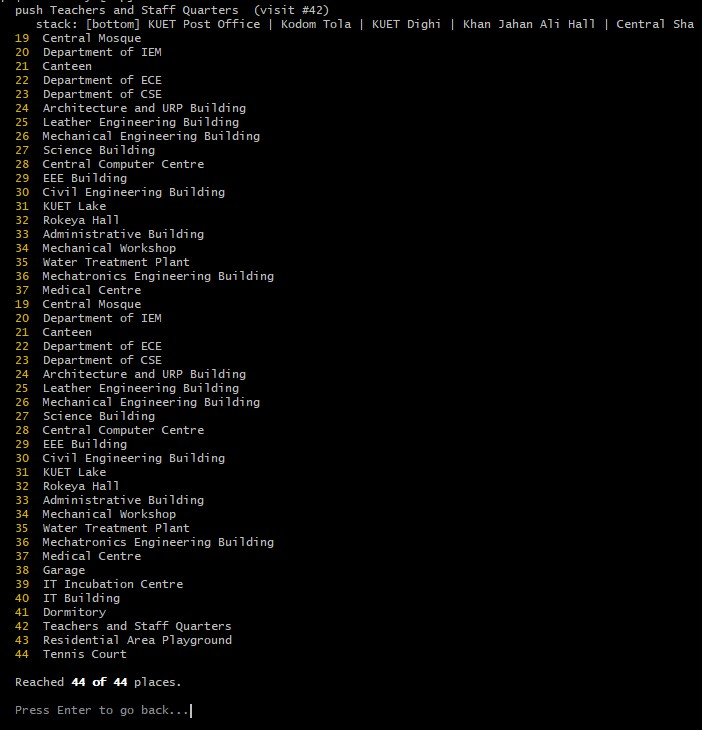 push Teachers and Staff Quarters (visit #42)
stack: [bottom] KUET Post Office | Kodom Tola | KUET Dighi | Khan Jahan Ali Hall | Central Sha
19 Central Mosque
20 Department of IEM
21 Canteen
22 Department of ECE
23 Department of CSE
24 Architecture and URP Building
25 Leather Engineering Building
26 Mechanical Engineering Building
27 Science Building
28 Central Computer Centre
29 EEE Building
30 Civil Engineering Building
31 KUET Lake
32 Rokeya Hall
33 Administrative Building
34 Mechanical Workshop
35 Water Treatment Plant
36 Mechatronics Engineering Building
37 Medical Centre
19 Central Mosque
20 Department of IEM
21 Canteen
22 Department of ECE
23 Department of CSE
24 Architecture and URP Building
25 Leather Engineering Building
26 Mechanical Engineering Building
27 Science Building
28 Central Computer Centre
29 EEE Building
30 Civil Engineering Building
31 KUET Lake
32 Rokeya Hall
33 Administrative Building
34 Mechanical Workshop
35 Water Treatment Plant
36 Mechatronics Engineering Building
37 Medical Centre
38 Garage
39 IT Incubation Centre
40 IT Building
41 Dormitory
42 Teachers and Staff Quarters
43 Residential Area Playground
44 Tennis Court
Reached 44 of 44 places.
Press Enter to go back...